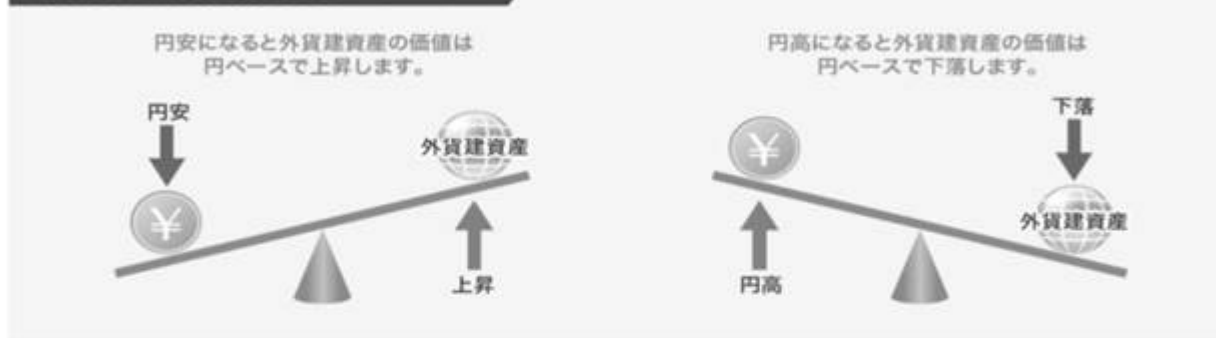 円安になると外貨建資産の価値は
円ベースで上昇します。
円安
¥
外貨建資産
上昇
円高になると外貨建資産の価値は
円ベースで下落します。
下落
¥
外貨建資産
円高